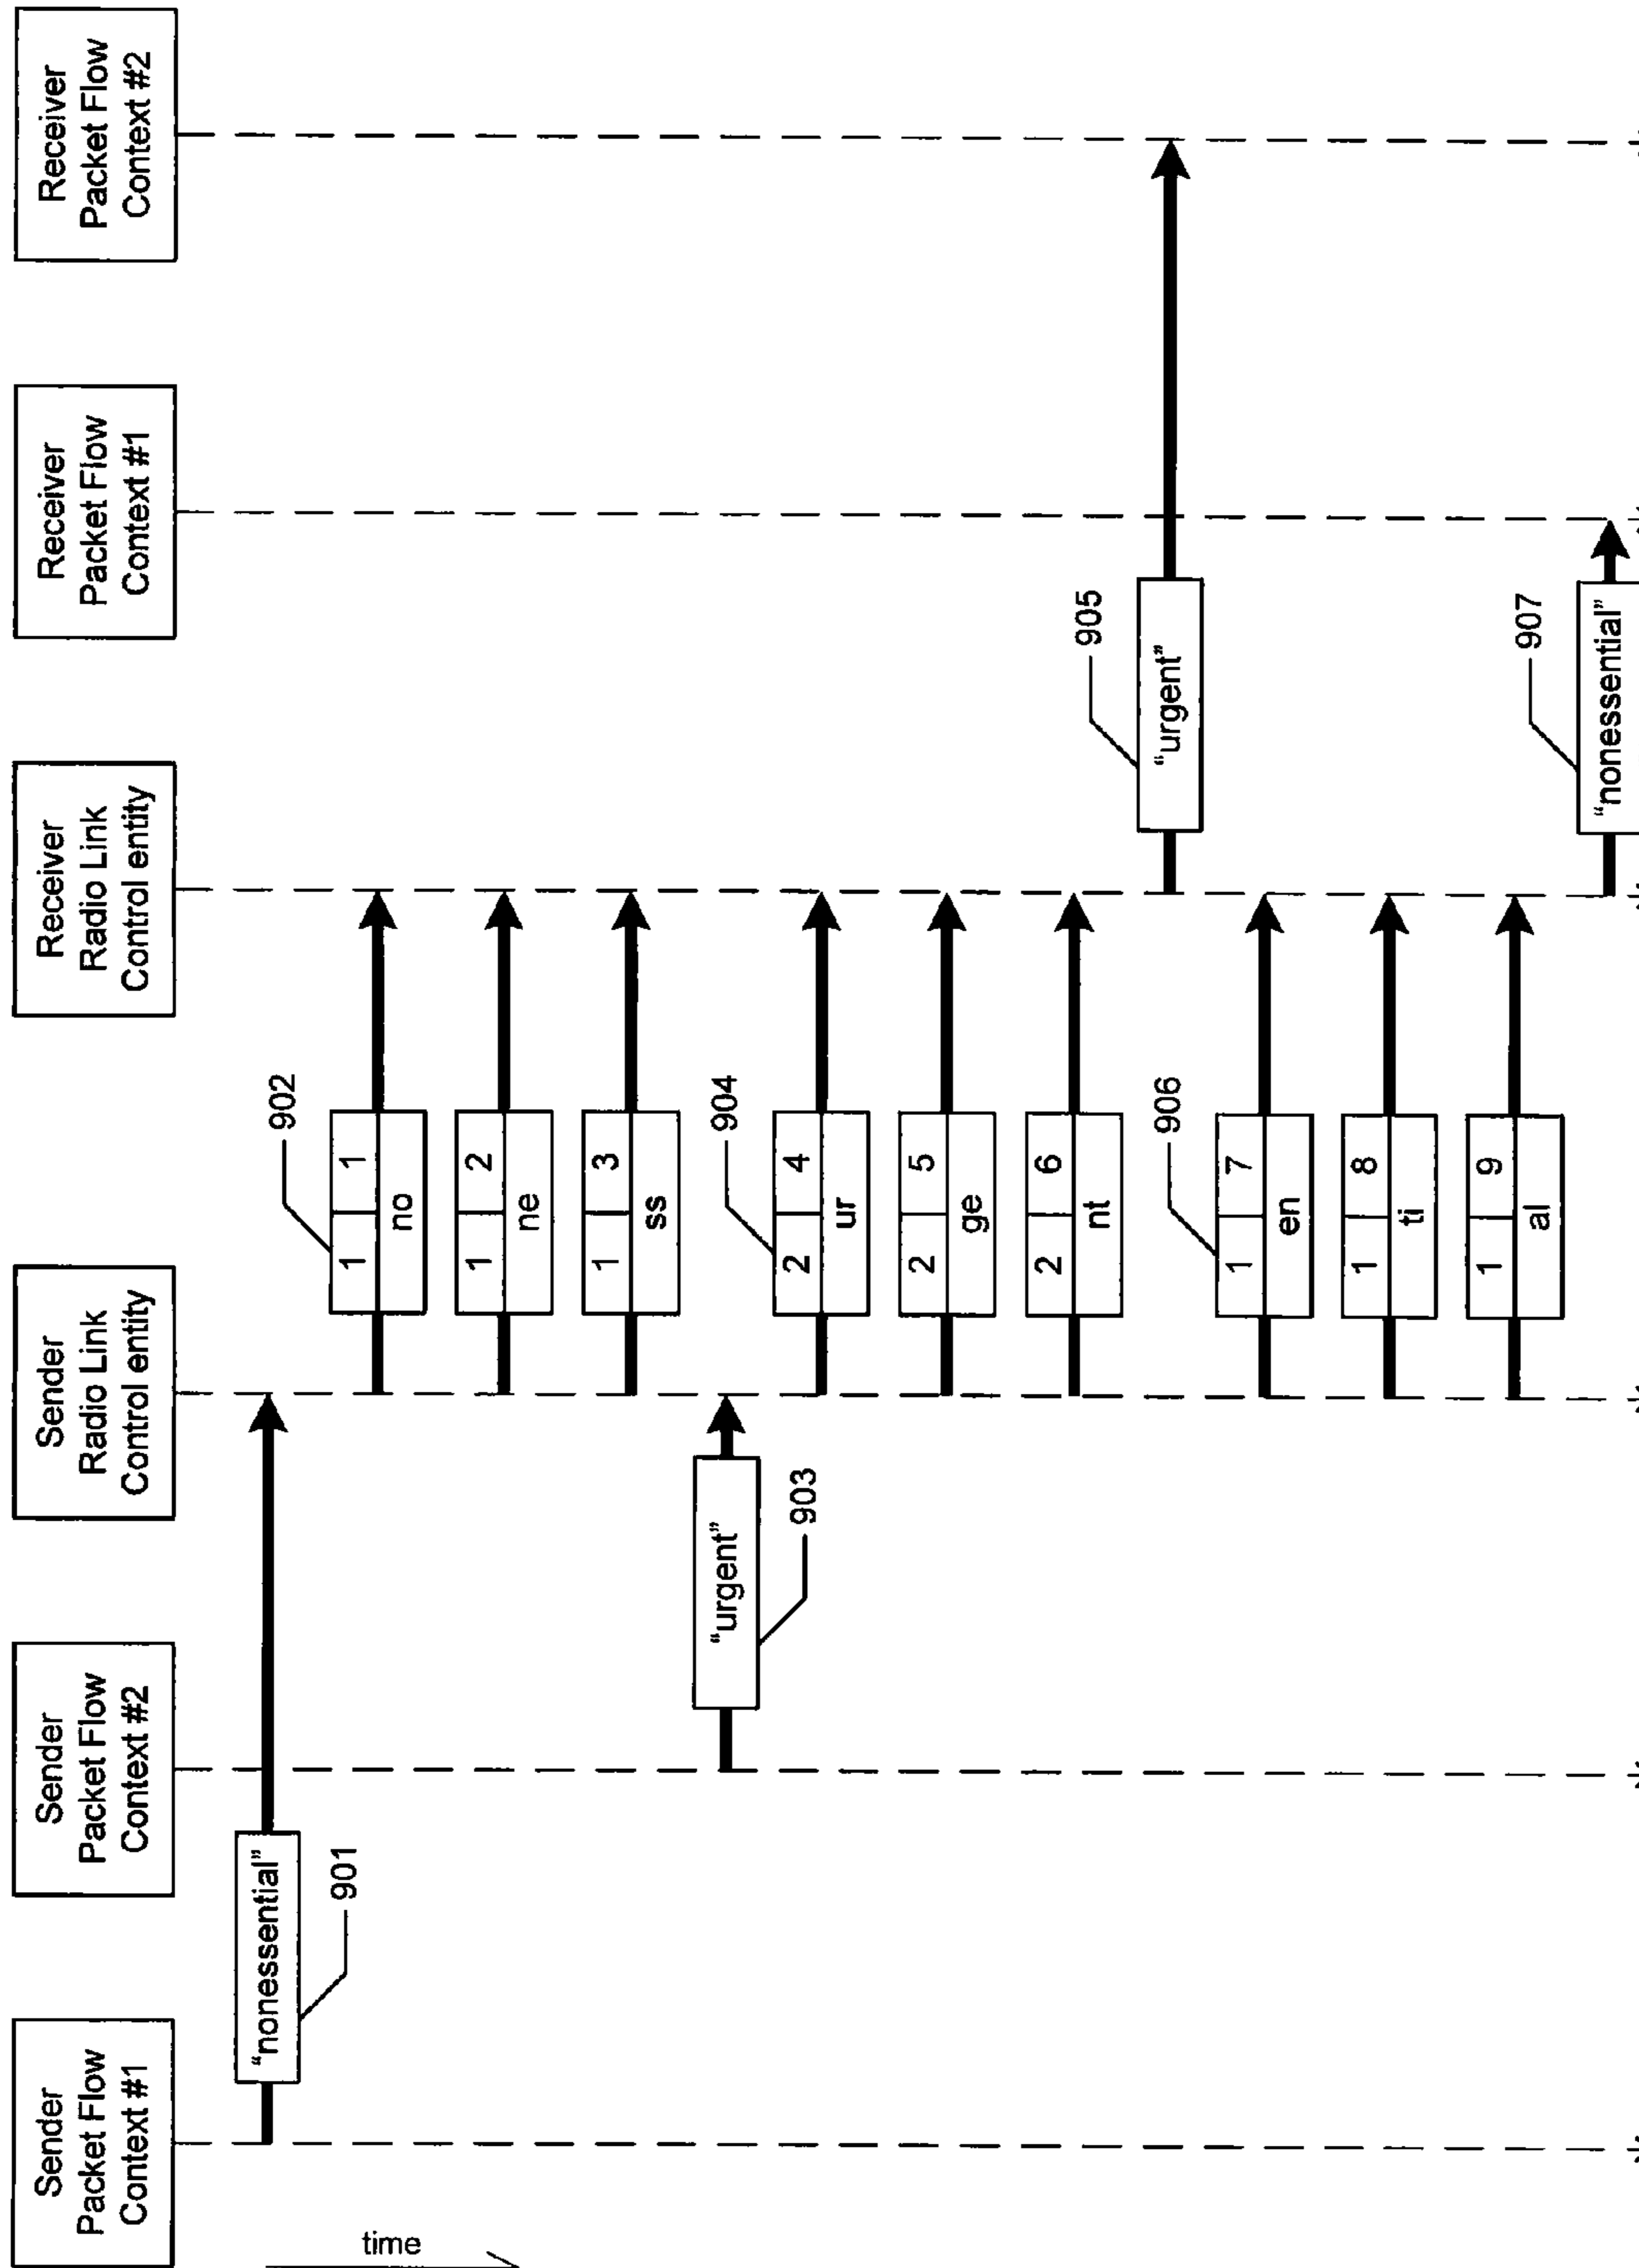 Sender
Packet Flow
Context #1
Sender
Packet Flow
Context #2
Sender
Radio Link
Control entity
Receiver
Radio Link
Control entity
Receiver
Packet Flow
Context #1
Receiver
Packet Flow
Context #2
time
“nonessential”
901
902
1 1
no
1 2
ne
1 3
ss
“urgent”
903
904
2 4
ur
2 5
ge
2 6
nt
“urgent”
905
906
1 7
en
1 8
ti
1 9
al
“nonessential”
907